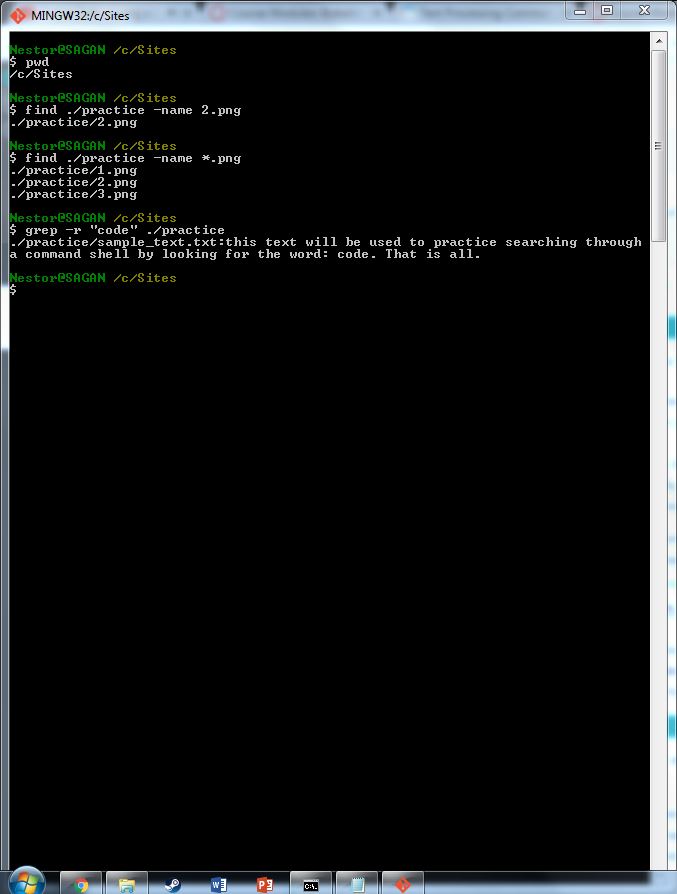 MINGW32:/c/Sites
Nestor@SAGAN /c/Sites
$ pwd
/c/Sites
Nestor@SAGAN /c/Sites
$ find ./practice -name 2.png
./practice/2.png
Nestor@SAGAN /c/Sites
$ find ./practice -name *.png
./practice/1.png
./practice/2.png
./practice/3.png
Nestor@SAGAN /c/Sites
$ grep -r "code" ./practice
./practice/sample_text.txt:this text will be used to practice searching through
a command shell by looking for the word: code. That is all.
Nestor@SAGAN /c/Sites
$